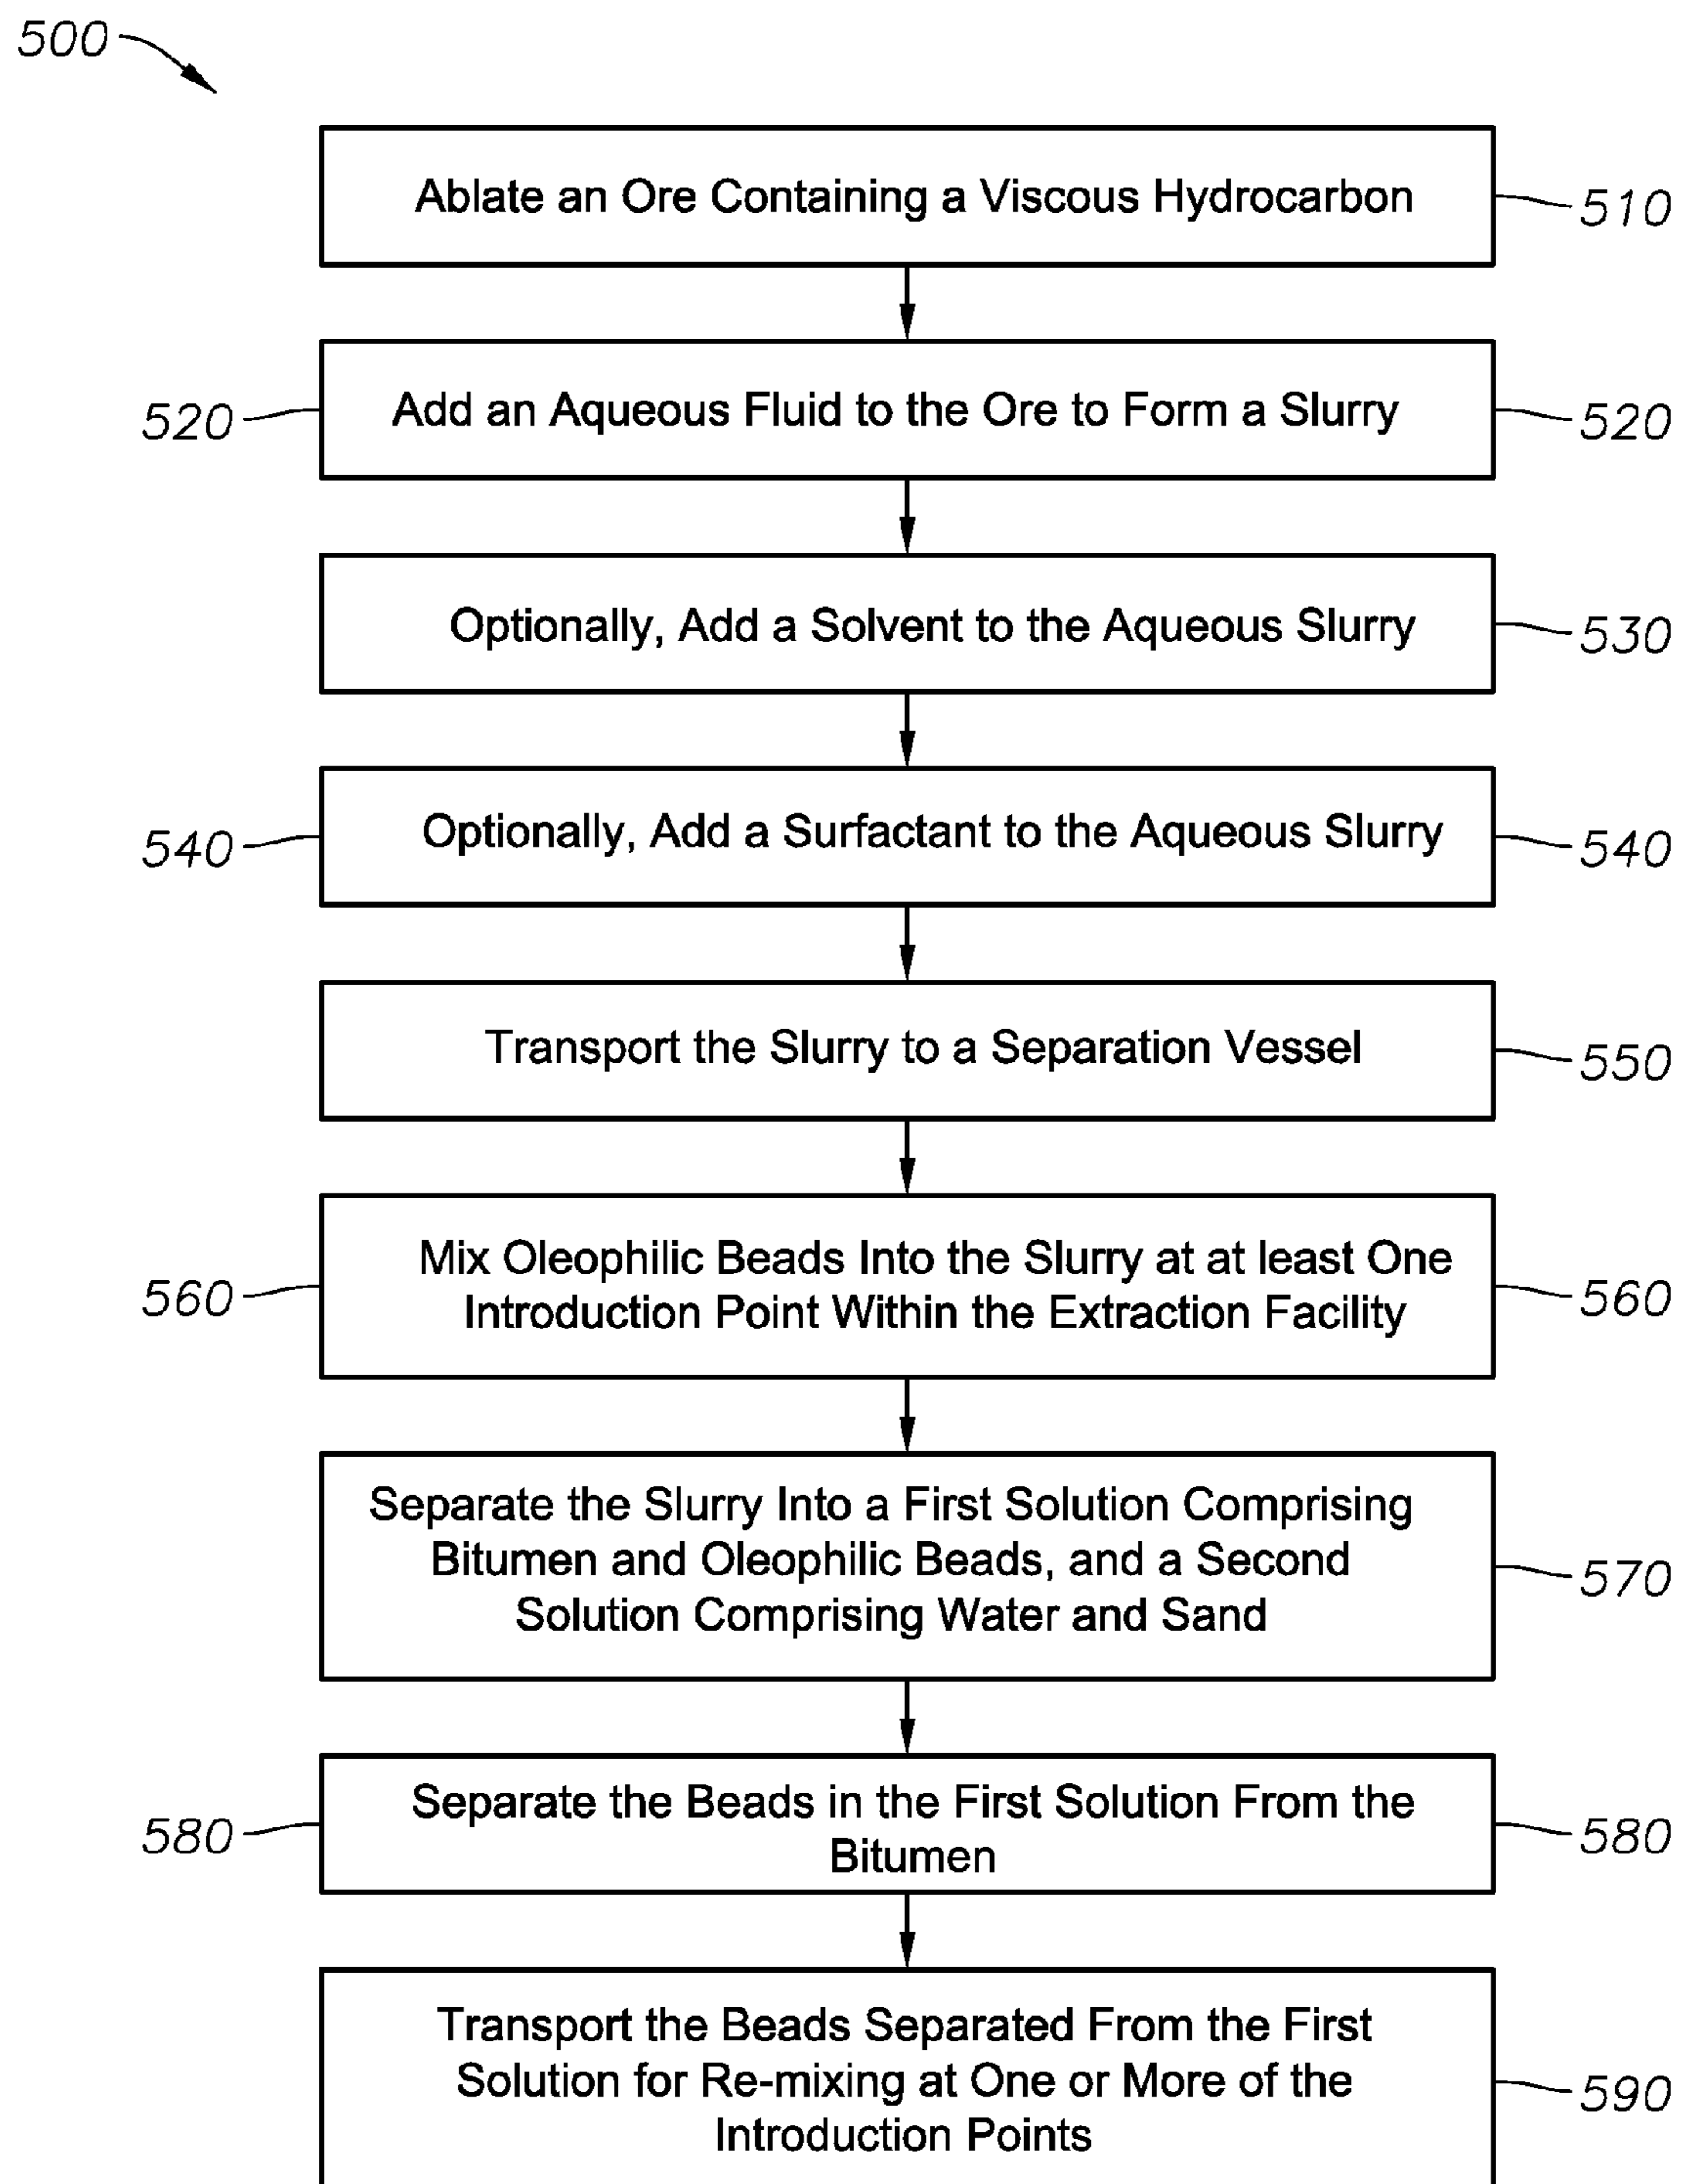 500
Ablate an Ore Containing a Viscous Hydrocarbon
510
520
Add an Aqueous Fluid to the Ore to Form a Slurry
520
Optionally, Add a Solvent to the Aqueous Slurry
530
540
Optionally, Add a Surfactant to the Aqueous Slurry
540
Transport the Slurry to a Separation Vessel
550
560
Mix Oleophilic Beads Into the Slurry at at least One
Introduction Point Within the Extraction Facility
560
Separate the Slurry Into a First Solution Comprising
Bitumen and Oleophilic Beads, and a Second
Solution Comprising Water and Sand
570
580
Separate the Beads in the First Solution From the
Bitumen
580
Transport the Beads Separated From the First
Solution for Re-mixing at One or More of the
Introduction Points
590